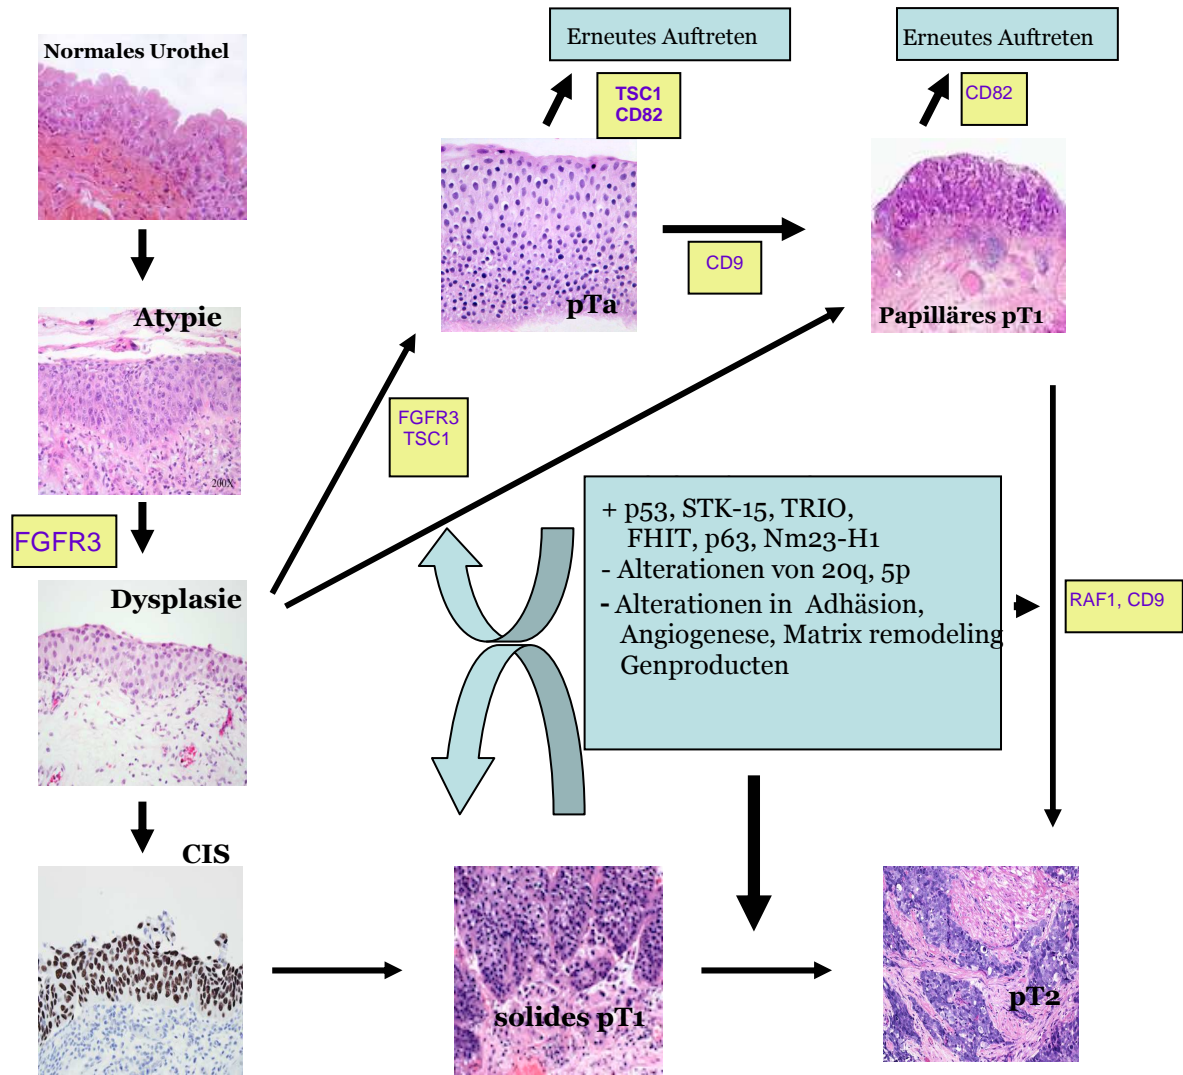 Normales Urothel
Erneutes Auftreten
Erneutes Auftreten
TSC1
CD82
CD82
CD9
pTa
Papilläres pT1
Atypie
200X
FGFR3
TSC1
FGFR3
+ p53, STK-15, TRIO,
FHIT, p63, Nm23-H1
- Alterationen von 20q, 5p
- Alterationen in Adhäsion,
Angiogenese, Matrix remodeling
Genproducten
RAF1, CD9
Dysplasie
CIS
solides pT1
pT2